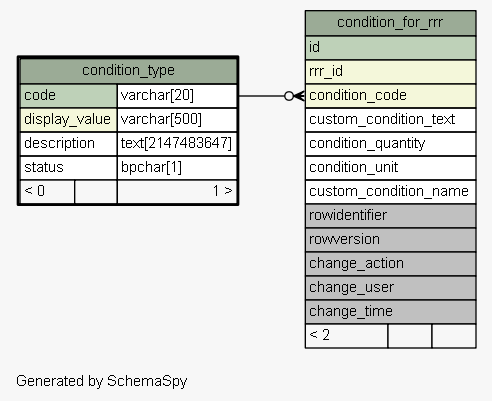 condition_type
code varchar[20]
display_value varchar[500]
description text[2147483647]
status bpchar[1]
< 0 1 >
condition_for_rrr
id
rrr_id
condition_code
custom_condition_text
condition_quantity
condition_unit
custom_condition_name
rowidentifier
rowversion
change_action
change_user
change_time
< 2
Generated by SchemaSpy